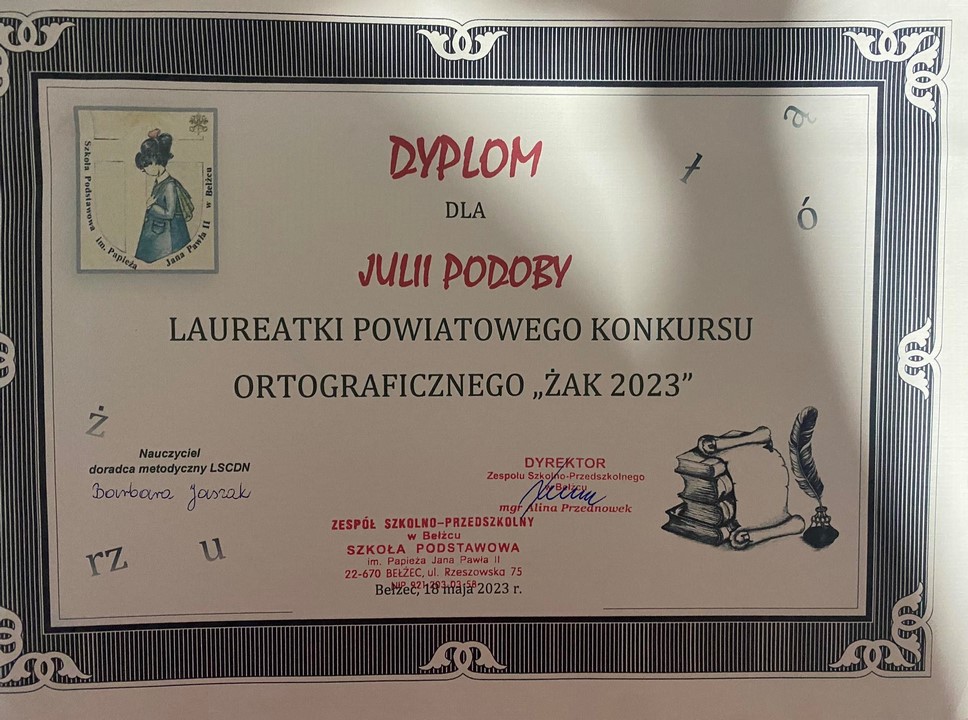 Szkoła Podstawowa im. Papieża Jana Pawła II w Bełżcu
DYPLOM
DLA
JULII PODOBY
LAUREATKI POWIATOWEGO KONKURSU
ORTOGRAFICZNEGO „ŻAK 2023”
ł
ó
ż
rz
u
Nauczyciel
doradca metodyczny LSCDN
Barbara Jaszak
DYREKTOR
Zespołu Szkolno-Przedszkolnego
w Bełżcu
mgr Alina Przednowek
ZESPÓŁ SZKOLNO-PRZEDSZKOLNY
w Bełżcu
SZKOŁA PODSTAWOWA
im. Papieża Jana Pawła II
22-670 BEŁŻEC, ul. Rzeszowska 75
Bełżec, 18 maja 2023 r.